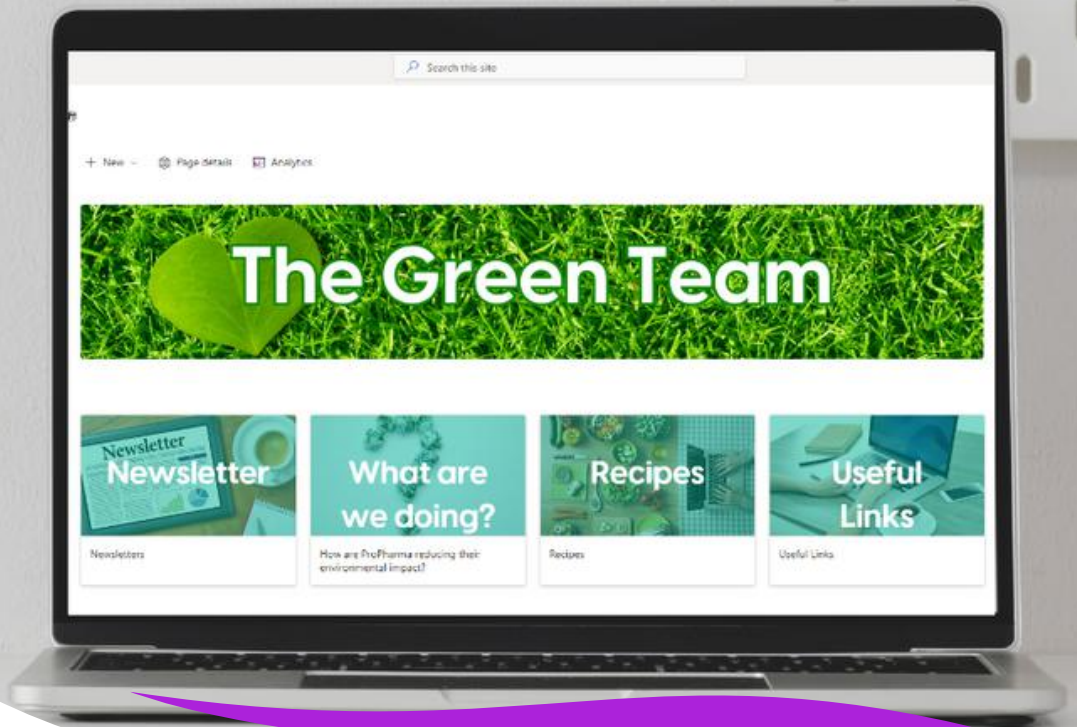 Search this site
+ New
Page details
Analytics
The Green Team
Newsletter
Newsletter
Newsletters
What are
we doing?
How are ProPharma reducing their
environmental impact?
Recipes
Recipes
Useful
Links
Useful Links